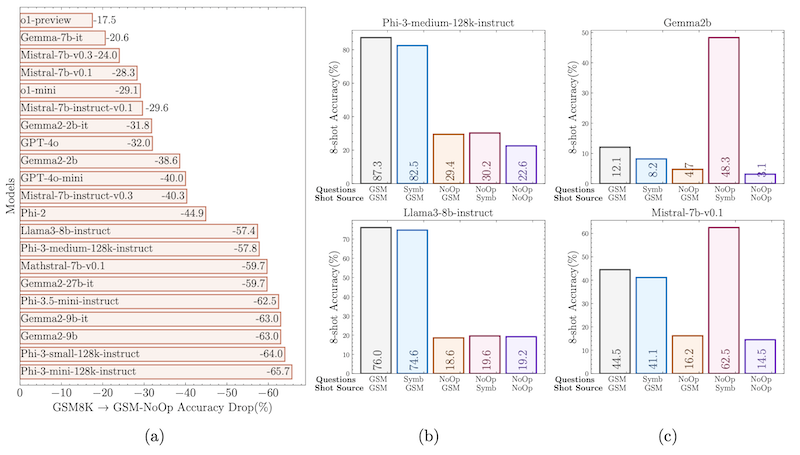 o1-preview -17.5
Gemma-7b-it -20.6
Mistral-7b-v0.3 -24.0
Mistral-7b-v0.1 -28.3
o1-mini -29.1
Mistral-7b-instruct-v0.1 -29.6
Gemma2-2b-it -31.8
GPT-4o -32.0
Gemma2-2b -38.6
GPT-4o-mini -40.0
Mistral-7b-instruct-v0.3 -40.3
Phi-2 -44.9
Llama3-8b-instruct -57.4
Phi-3-medium-128k-instruct -57.8
Mathstral-7b-v0.1 -59.7
Gemma2-27b-it -59.7
Phi-3.5-mini-instruct -62.5
Gemma2-9b-it -63.0
Gemma2-9b -63.0
Phi-3-small-128k-instruct -64.0
Phi-3-mini-128k-instruct -65.7
Models
0 −10 −20 −30 −40 −50 −60
GSM8K → GSM-NoOp Accuracy Drop(%)
(a)
Phi-3-medium-128k-instruct
8-shot Accuracy(%)
80
60
40
20
0
87.3 82.5 29.4 30.2 22.6
Questions GSM Symb NoOp NoOp NoOp
Shot Source GSM GSM GSM Symb NoOp
Llama3-8b-instruct
8-shot Accuracy(%)
70
60
50
40
30
20
10
0
76.0 74.6 18.6 19.6 19.2
Questions GSM Symb NoOp NoOp NoOp
Shot Source GSM GSM GSM Symb NoOp
(b)
Gemma2b
8-shot Accuracy(%)
50
40
30
20
10
0
12.1 8.2 4.7 48.3 3.1
Questions GSM Symb NoOp NoOp NoOp
Shot Source GSM GSM GSM Symb NoOp
Mistral-7b-v0.1
8-shot Accuracy(%)
60
50
40
30
20
10
0
44.5 41.1 16.2 62.5 14.5
Questions GSM Symb NoOp NoOp NoOp
Shot Source GSM GSM GSM Symb NoOp
(c)